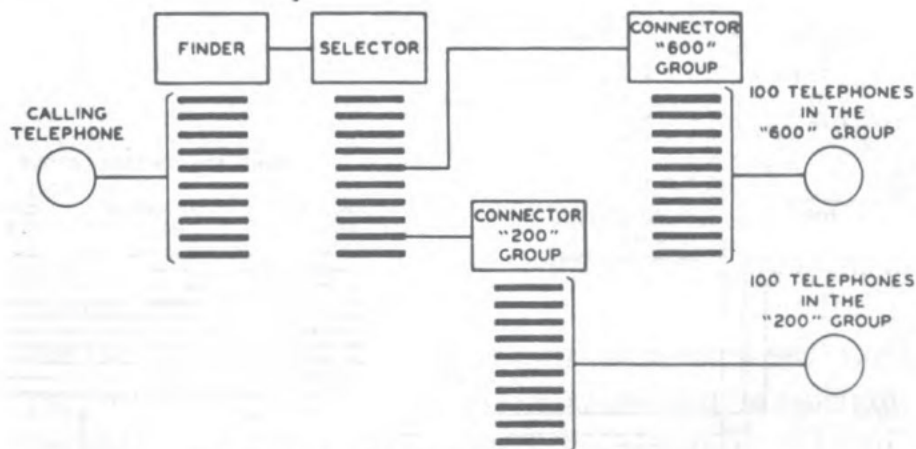 FINDER
SELECTOR
CONNECTOR
"600"
GROUP
CALLING
TELEPHONE
100 TELEPHONES
IN THE
"600" GROUP
CONNECTOR
"200"
GROUP
100 TELEPHONES
IN THE
"200" GROUP